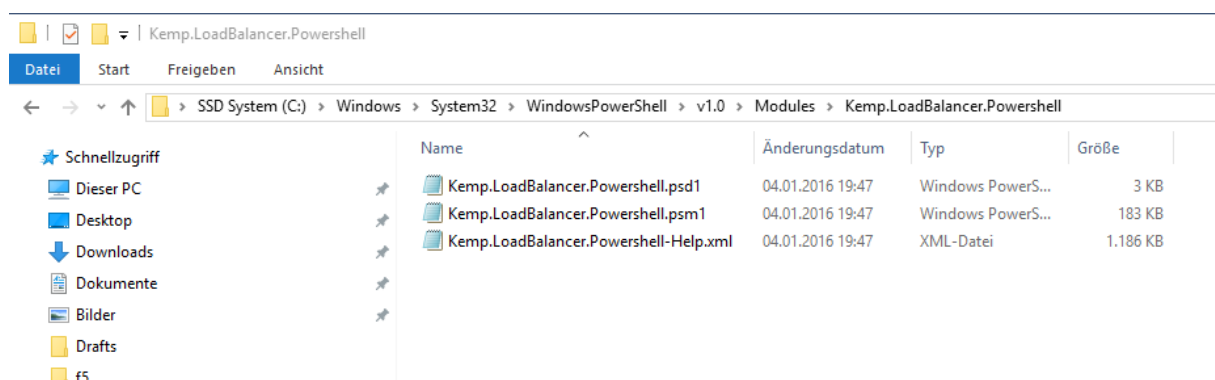 Kemp.LoadBalancer.Powershell
Datei Start Freigeben Ansicht
SSD System (C:) > Windows > System32 > WindowsPowerShell > v1.0 > Modules > Kemp.LoadBalancer.Powershell
Name Änderungsdatum Typ Größe
Schnellzugriff
Dieser PC
Desktop
Downloads
Dokumente
Bilder
Drafts
f5
Kemp.LoadBalancer.Powershell.psd1 04.01.2016 19:47 Windows PowerS... 3 KB
Kemp.LoadBalancer.Powershell.psm1 04.01.2016 19:47 Windows PowerS... 183 KB
Kemp.LoadBalancer.Powershell-Help.xml 04.01.2016 19:47 XML-Datei 1.186 KB